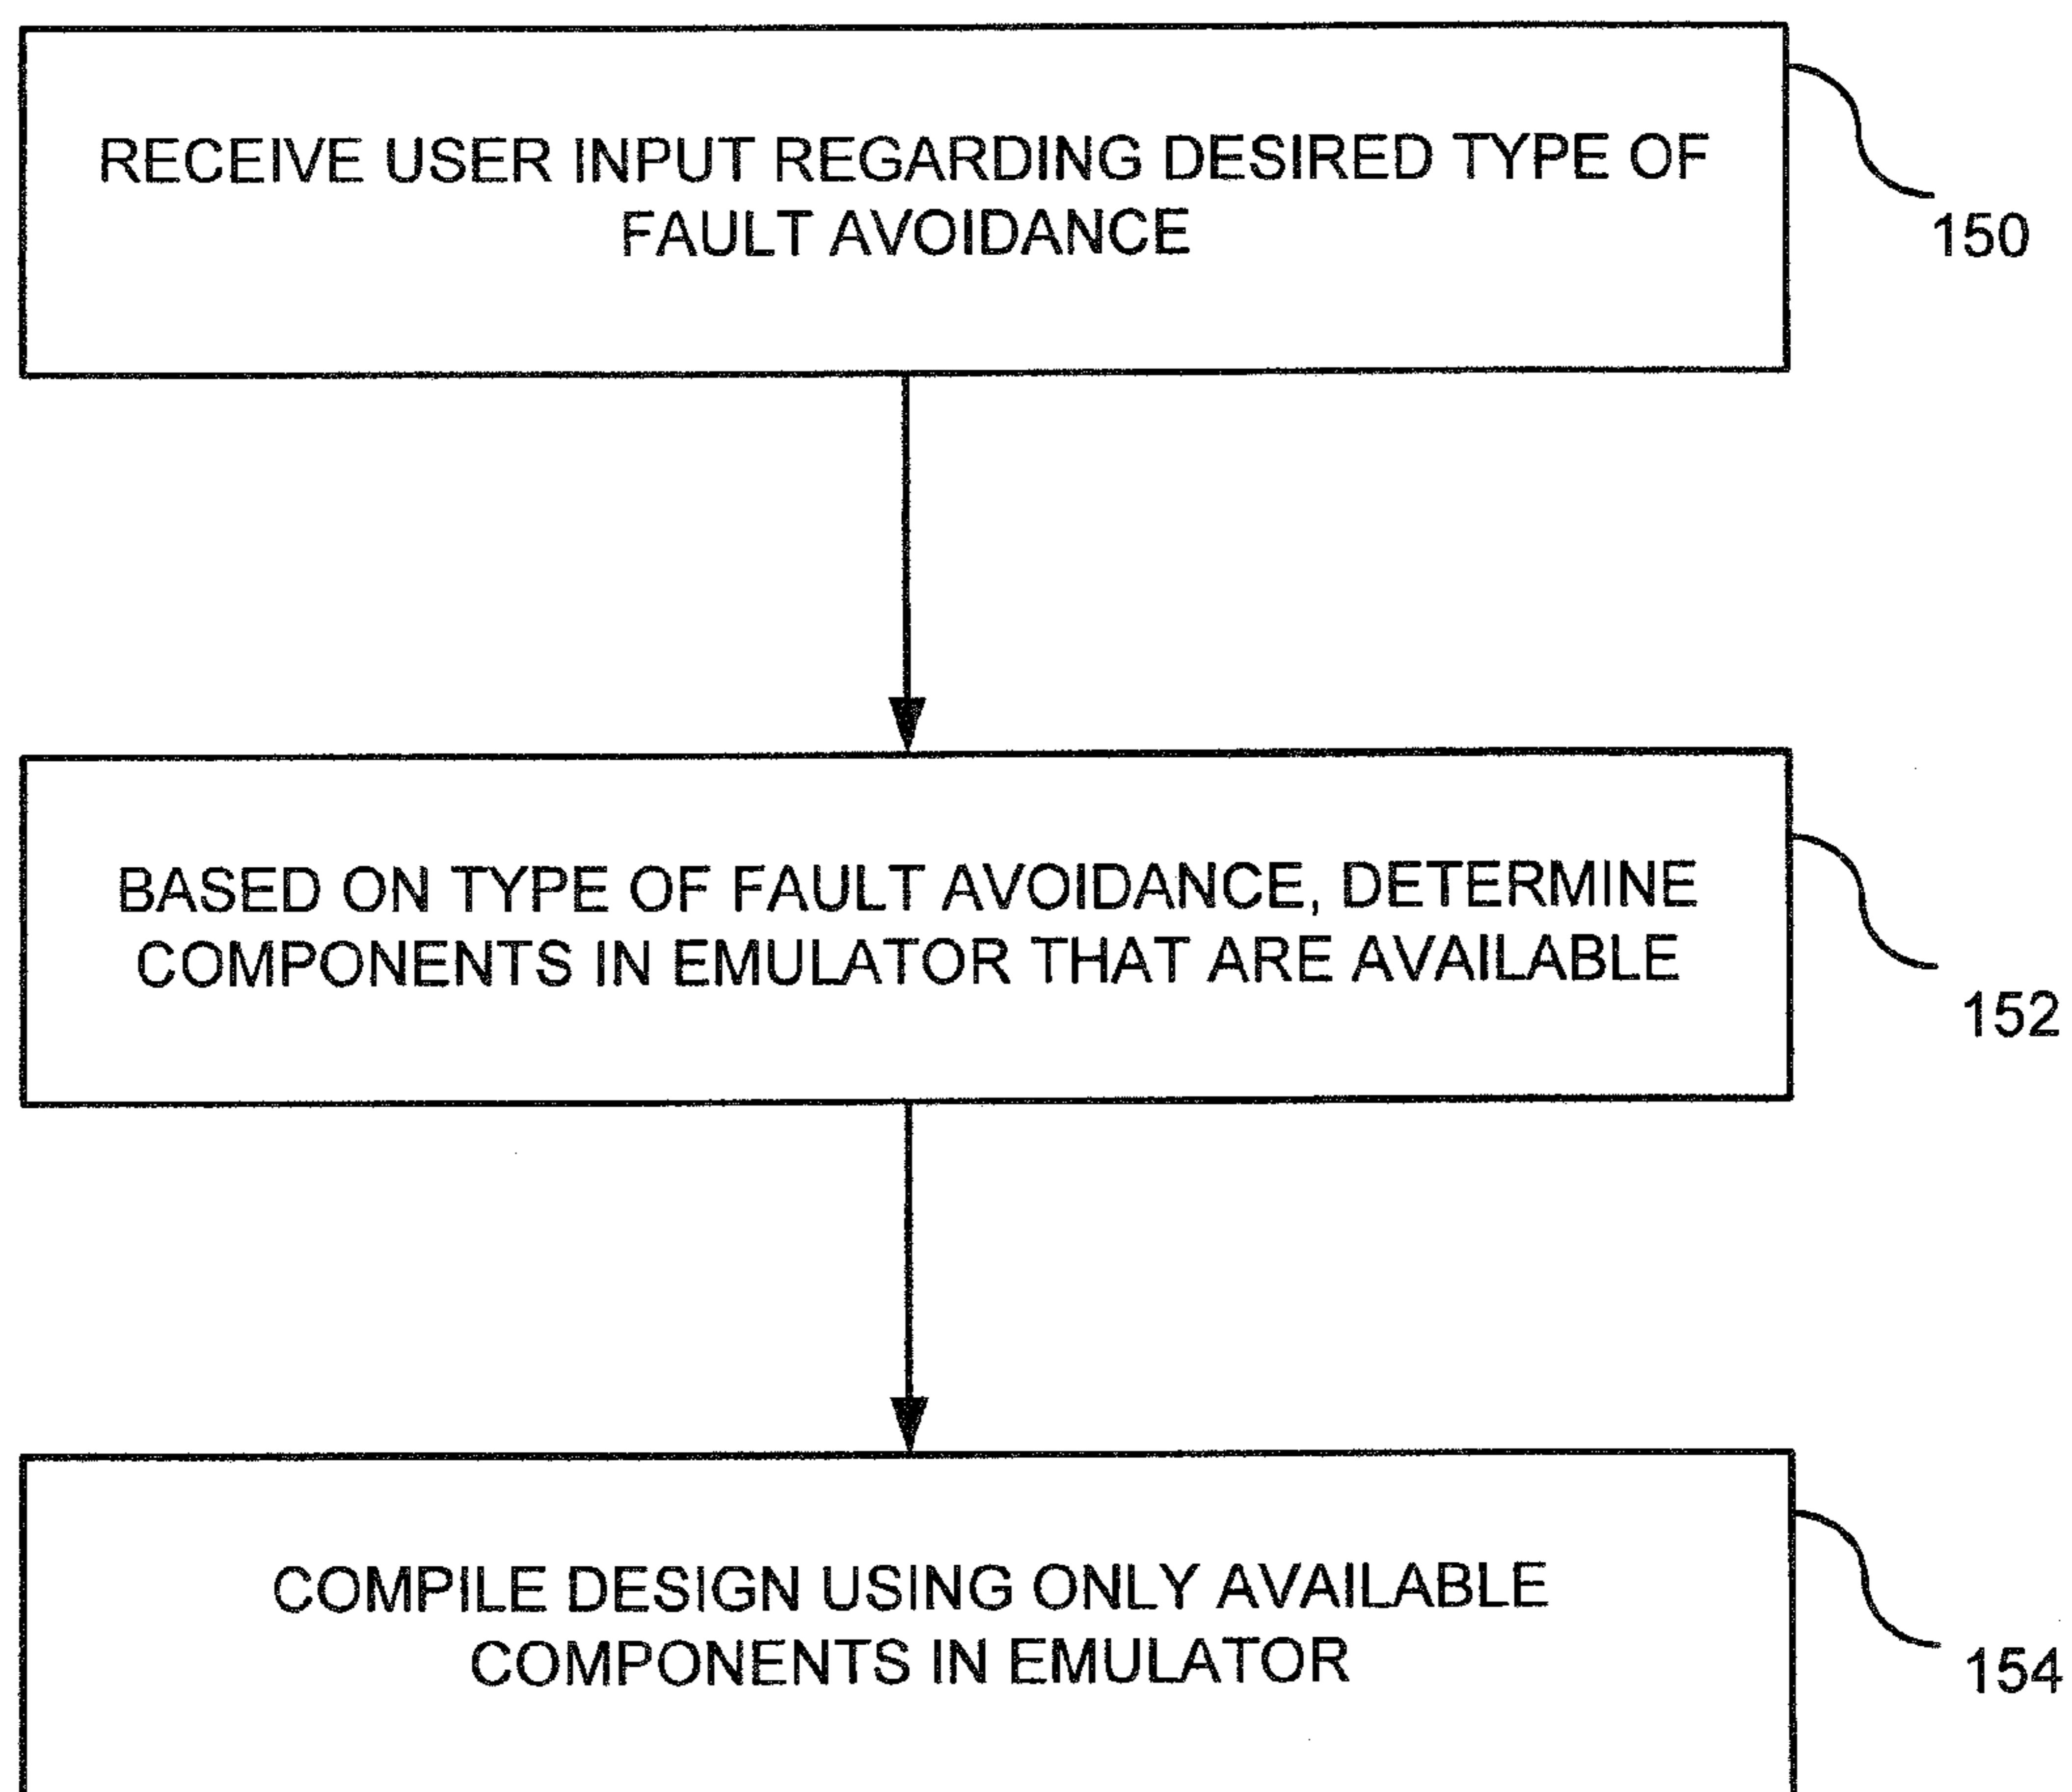 RECEIVE USER INPUT REGARDING DESIRED TYPE OF
FAULT AVOIDANCE
150
BASED ON TYPE OF FAULT AVOIDANCE, DETERMINE
COMPONENTS IN EMULATOR THAT ARE AVAILABLE
152
COMPILE DESIGN USING ONLY AVAILABLE
COMPONENTS IN EMULATOR
154